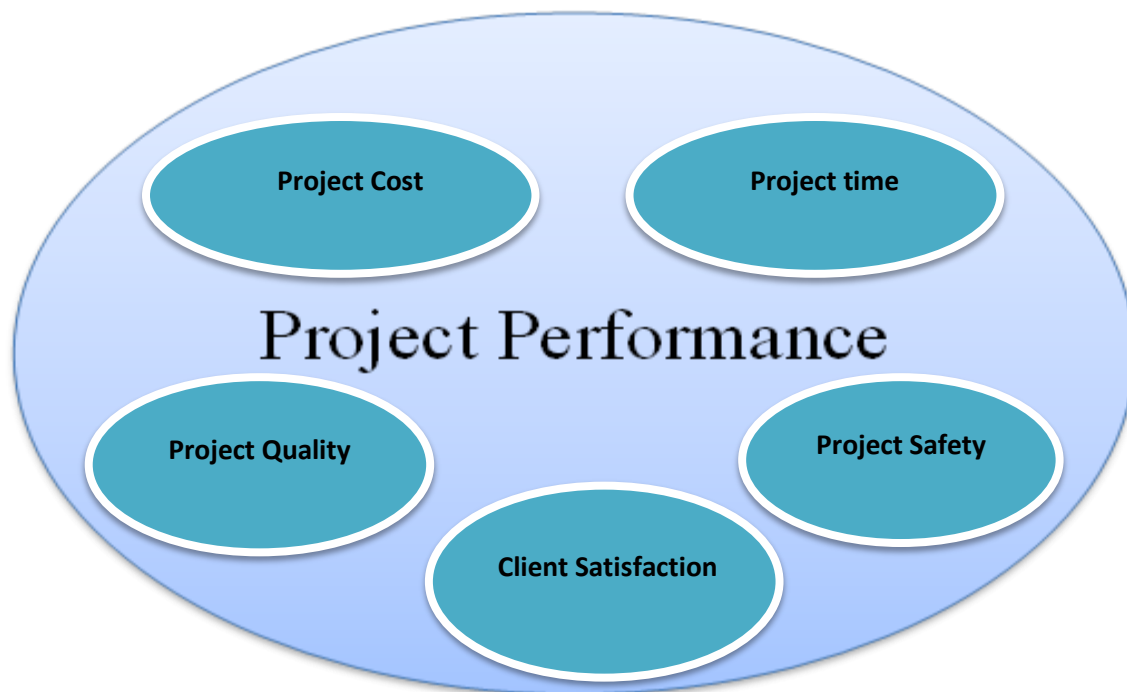 Project Cost
Project time
Project Performance
Project Quality
Project Safety
Client Satisfaction